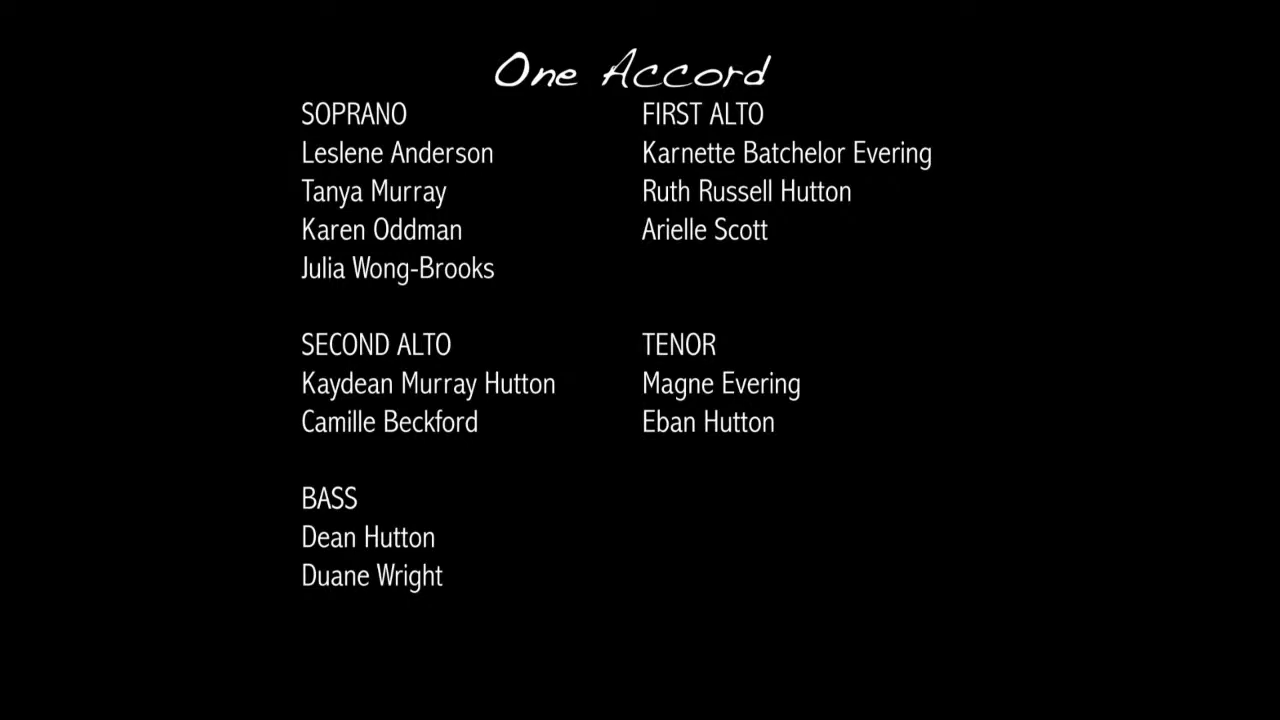 One Accord
SOPRANO
Leslene Anderson
Tanya Murray
Karen Oddman
Julia Wong-Brooks
FIRST ALTO
Karnette Batchelor Evering
Ruth Russell Hutton
Arielle Scott
SECOND ALTO
Kaydean Murray Hutton
Camille Beckford
TENOR
Magne Evering
Eban Hutton
BASS
Dean Hutton
Duane Wright